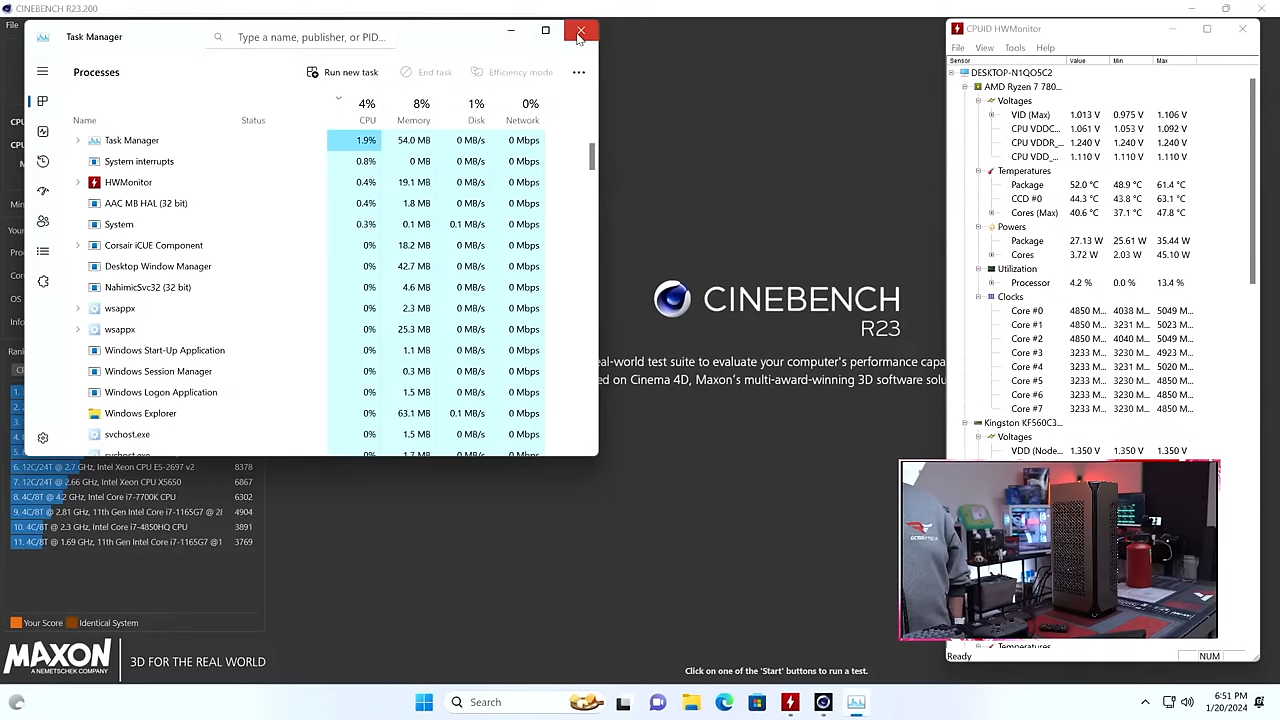 CINEBENCH R23.200
File
Task Manager
Type a name, publisher, or PID...
Processes
Run new task
End task
Efficiency mode
4% 8% 1% 0%
Name Status CPU Memory Disk Network
Task Manager 1.9% 54.0 MB 0 MB/s 0 Mbps
System interrupts 0.8% 0 MB 0 MB/s 0 Mbps
HWMonitor 0.4% 19.1 MB 0 MB/s 0 Mbps
AAC MB HAL (32 bit) 0.4% 1.8 MB 0 MB/s 0 Mbps
System 0.3% 0.1 MB 0.1 MB/s 0 Mbps
Corsair iCUE Component 0% 18.2 MB 0 MB/s 0 Mbps
Desktop Window Manager 0% 42.7 MB 0 MB/s 0 Mbps
NahimicSvc32 (32 bit) 0% 4.6 MB 0 MB/s 0 Mbps
wsappx 0% 2.3 MB 0 MB/s 0 Mbps
wsappx 0% 25.3 MB 0 MB/s 0 Mbps
Windows Start-Up Application 0% 1.1 MB 0 MB/s 0 Mbps
Windows Session Manager 0% 0.3 MB 0 MB/s 0 Mbps
Windows Logon Application 0% 1.5 MB 0 MB/s 0 Mbps
Windows Explorer 0% 63.1 MB 0.1 MB/s 0 Mbps
svchost.exe 0% 1.5 MB 0 MB/s 0 Mbps
svchost.exe 0% 1.7 MB 0 MB/s 0 Mbps
6. 12C/24T @ 2.7 GHz, Intel Xeon CPU E5-2697 v2 8378
7. 12C/24T @ 2.66 GHz, Intel Xeon CPU X5650 6867
8. 4C/8T @ 4.2 GHz, Intel Core i7-7700K CPU 6302
9. 4C/8T @ 2.81 GHz, 11th Gen Intel Core i7-1165G7 @ 28 4904
10. 4C/8T @ 2.3 GHz, Intel Core i7-4850HQ CPU 3891
11. 4C/8T @ 1.69 GHz, 11th Gen Intel Core i7-1165G7 @1 3769
Your Score Identical System
MAXON
A NEMETSCHEK COMPANY
3D FOR THE REAL WORLD
CINEBENCH
R23
eal-world test suite to evaluate your computer's performance capa
ed on Cinema 4D, Maxon's multi-award-winning 3D software solu
Click on one of the 'Start' buttons to run a test.
CPUID HWMonitor
File View Tools Help
Sensor Value Min Max
DESKTOP-N1QO5C2
AMD Ryzen 7 780...
Voltages
VID (Max) 1.013 V 0.975 V 1.106 V
CPU VDDC... 1.061 V 1.053 V 1.092 V
CPU VDDR_... 1.240 V 1.240 V 1.240 V
CPU VDD_... 1.110 V 1.110 V 1.110 V
Temperatures
Package 52.0 °C 48.9 °C 61.4 °C
CCD #0 44.3 °C 43.8 °C 63.1 °C
Cores (Max) 40.6 °C 37.1 °C 47.8 °C
Powers
Package 27.13 W 25.61 W 35.44 W
Cores 3.72 W 2.03 W 45.10 W
Utilization
Processor 4.2 % 0.0 % 13.4 %
Clocks
Core #0 4850 M... 4038 M... 5049 M...
Core #1 4850 M... 3231 M... 5023 M...
Core #2 4850 M... 4040 M... 5049 M...
Core #3 3233 M... 3230 M... 4923 M...
Core #4 3233 M... 3231 M... 5020 M...
Core #5 3233 M... 3230 M... 4850 M...
Core #6 3233 M... 3230 M... 4850 M...
Core #7 3233 M... 3230 M... 4850 M...
Kingston KF560C3...
Voltages
VDD (Node... 1.350 V 1.350 V 1.350 V
Temperatures
Ready NUM
Search
6:51 PM
1/20/2024